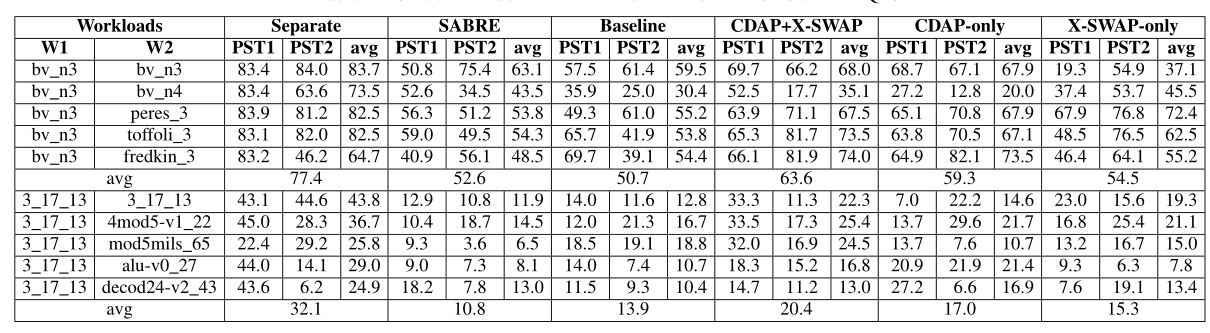 Workloads Separate SABRE Baseline CDAP+X-SWAP CDAP-only X-SWAP-only
W1 W2 PST1 PST2 avg PST1 PST2 avg PST1 PST2 avg PST1 PST2 avg PST1 PST2 avg PST1 PST2 avg
bv_n3 bv_n3 83.4 84.0 83.7 50.8 75.4 63.1 57.5 61.4 59.5 69.7 66.2 68.0 68.7 67.1 67.9 19.3 54.9 37.1
bv_n3 bv_n4 83.4 63.6 73.5 52.6 34.5 43.5 35.9 25.0 30.4 52.5 17.7 35.1 27.2 12.8 20.0 37.4 53.7 45.5
bv_n3 peres_3 83.9 81.2 82.5 56.3 51.2 53.8 49.3 61.0 55.2 63.9 71.1 67.5 65.1 70.8 67.9 67.9 76.8 72.4
bv_n3 toffoli_3 83.1 82.0 82.5 59.0 49.5 54.3 65.7 41.9 53.8 65.3 81.7 73.5 63.8 70.5 67.1 48.5 76.5 62.5
bv_n3 fredkin_3 83.2 46.2 64.7 40.9 56.1 48.5 69.7 39.1 54.4 66.1 81.9 74.0 64.9 82.1 73.5 46.4 64.1 55.2
avg 77.4 52.6 50.7 63.6 59.3 54.5
3_17_13 3_17_13 43.1 44.6 43.8 12.9 10.8 11.9 14.0 11.6 12.8 33.3 11.3 22.3 7.0 22.2 14.6 23.0 15.6 19.3
3_17_13 4mod5-v1_22 45.0 28.3 36.7 10.4 18.7 14.5 12.0 21.3 16.7 33.5 17.3 25.4 13.7 29.6 21.7 16.8 25.4 21.1
3_17_13 mod5mils_65 22.4 29.2 25.8 9.3 3.6 6.5 18.5 19.1 18.8 32.0 16.9 24.5 13.7 7.6 10.7 13.2 16.7 15.0
3_17_13 alu-v0_27 44.0 14.1 29.0 9.0 7.3 8.1 14.0 7.4 10.7 18.3 15.2 16.8 20.9 21.9 21.4 9.3 6.3 7.8
3_17_13 decod24-v2_43 43.6 6.2 24.9 18.2 7.8 13.0 11.5 9.3 10.4 14.7 11.2 13.0 27.2 6.6 16.9 7.6 19.1 13.4
avg 32.1 10.8 13.9 20.4 17.0 15.3